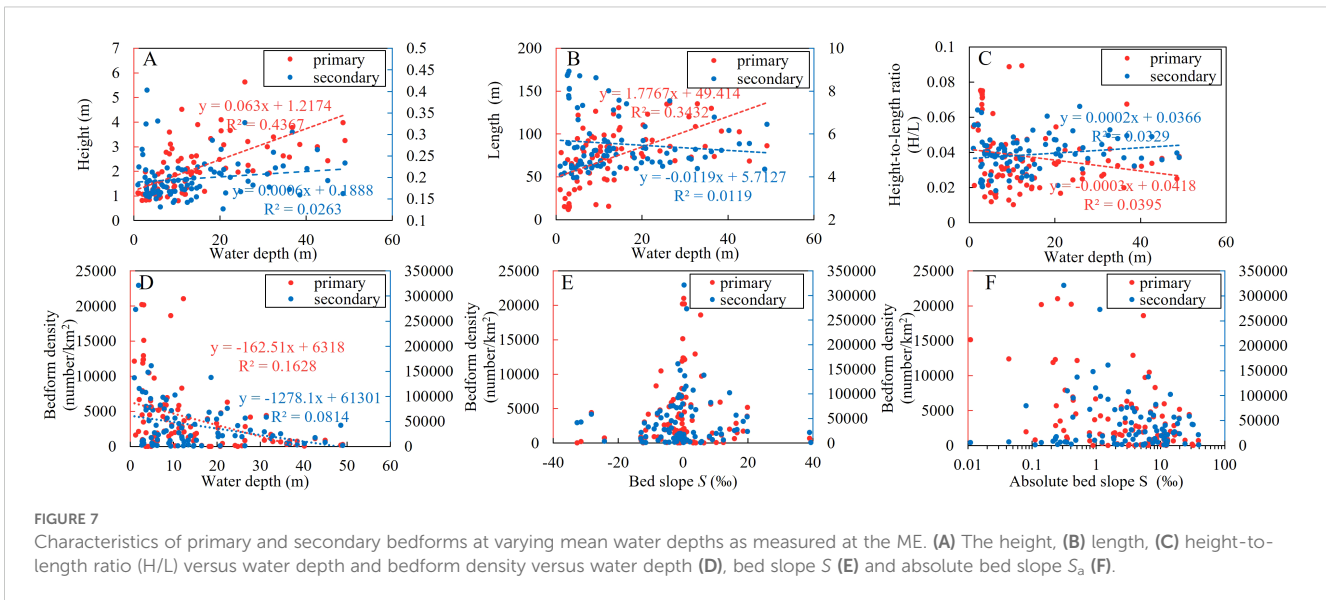 A
primary
secondary
y = 0.063x + 1.2174
R² = 0.4367
y = 0.0006x + 0.1888
R² = 0.0263
Height (m)
7
6
5
4
3
2
1
0
0.5
0.45
0.4
0.35
0.3
0.25
0.2
0.15
0.1
0 20 40 60
Water depth (m)
B
primary
secondary
y = 1.7767x + 49.414
R² = 0.3432
y = -0.0119x + 5.7127
R² = 0.0119
Length (m)
200
150
100
50
0
10
8
6
4
2
0 20 40 60
Water depth (m)
C
primary
secondary
y = 0.0002x + 0.0366
R² = 0.0329
y = -0.0003x + 0.0418
R² = 0.0395
Height-to-length ratio
(H/L)
0.1
0.08
0.06
0.04
0.02
0
0 20 40 60
Water depth (m)
D
primary
secondary
y = -162.51x + 6318
R² = 0.1628
y = -1278.1x + 61301
R² = 0.0814
Bedform density
(number/km²)
25000
20000
15000
10000
5000
0
350000
300000
250000
200000
150000
100000
50000
0
0 10 20 30 40 50 60
Water depth (m)
E
primary
secondary
Bedform density
(number/km²)
25000
20000
15000
10000
5000
0
350000
300000
250000
200000
150000
100000
50000
0
-40 -20 0 20 40
Bed slope S (‰)
F
primary
secondary
Bedform density
(number/km²)
25000
20000
15000
10000
5000
0
350000
300000
250000
200000
150000
100000
50000
0
0.01 0.1 1 10 100
Absolute bed slope S (‰)
FIGURE 7
Characteristics of primary and secondary bedforms at varying mean water depths as measured at the ME. (A) The height, (B) length, (C) height-to-
length ratio (H/L) versus water depth and bedform density versus water depth (D), bed slope S (E) and absolute bed slope Sₐ (F).